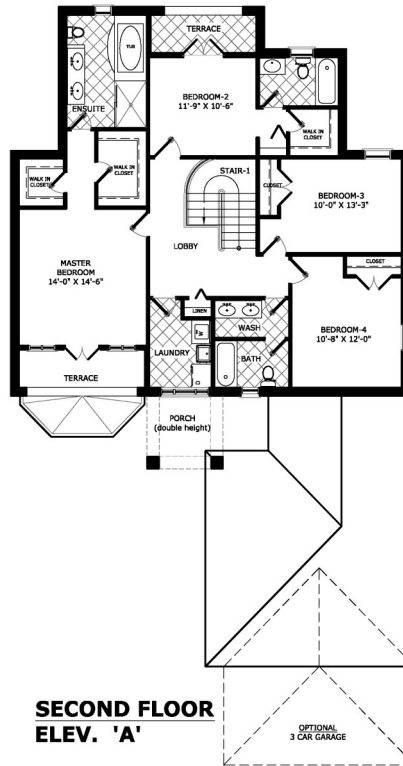 TERRACE
TUB
ENSUITE
BEDROOM-2
11'-9" X 10'-6"
WALK IN
CLOSET
WALK IN
CLOSET
WALK IN
CLOSET
STAIR-1
CLOSET
BEDROOM-3
10'-0" X 13'-3"
LOBBY
MASTER
BEDROOM
14'-0" X 14'-6"
CLOSET
LINEN
WASH
BEDROOM-4
10'-8" X 12'-0"
LAUNDRY
BATH
TERRACE
PORCH
(double height)
SECOND FLOOR
ELEV. 'A'
OPTIONAL
3 CAR GARAGE